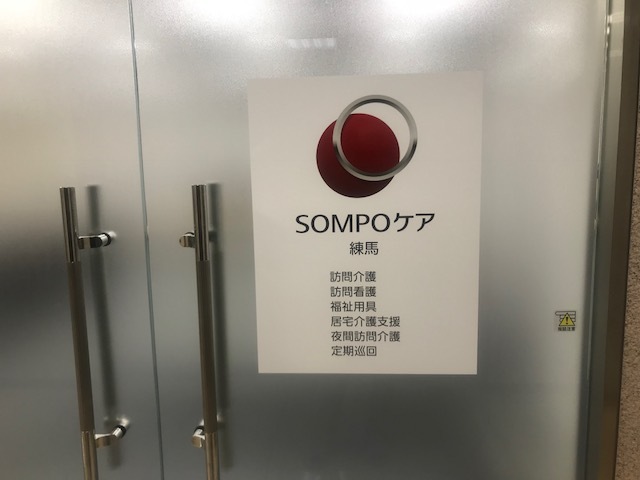 SOMPOケア
練馬
訪問介護
訪問看護
福祉用具
居宅介護支援
夜間訪問介護
定期巡回